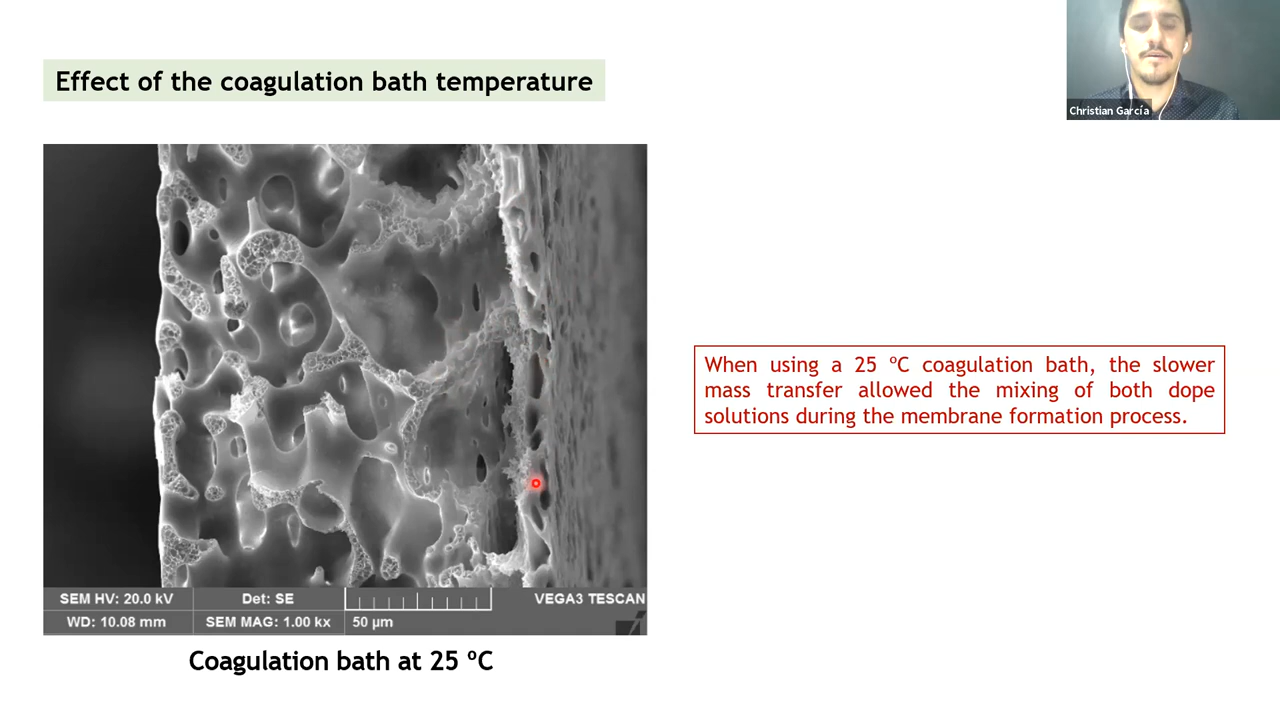 Effect of the coagulation bath temperature
Christian García
When using a 25 ºC coagulation bath, the slower
mass transfer allowed the mixing of both dope
solutions during the membrane formation process.
SEM HV: 20.0 kV
Det: SE
VEGA3 TESCAN
WD: 10.08 mm
SEM MAG: 1.00 kx
50 µm
Coagulation bath at 25 ºC